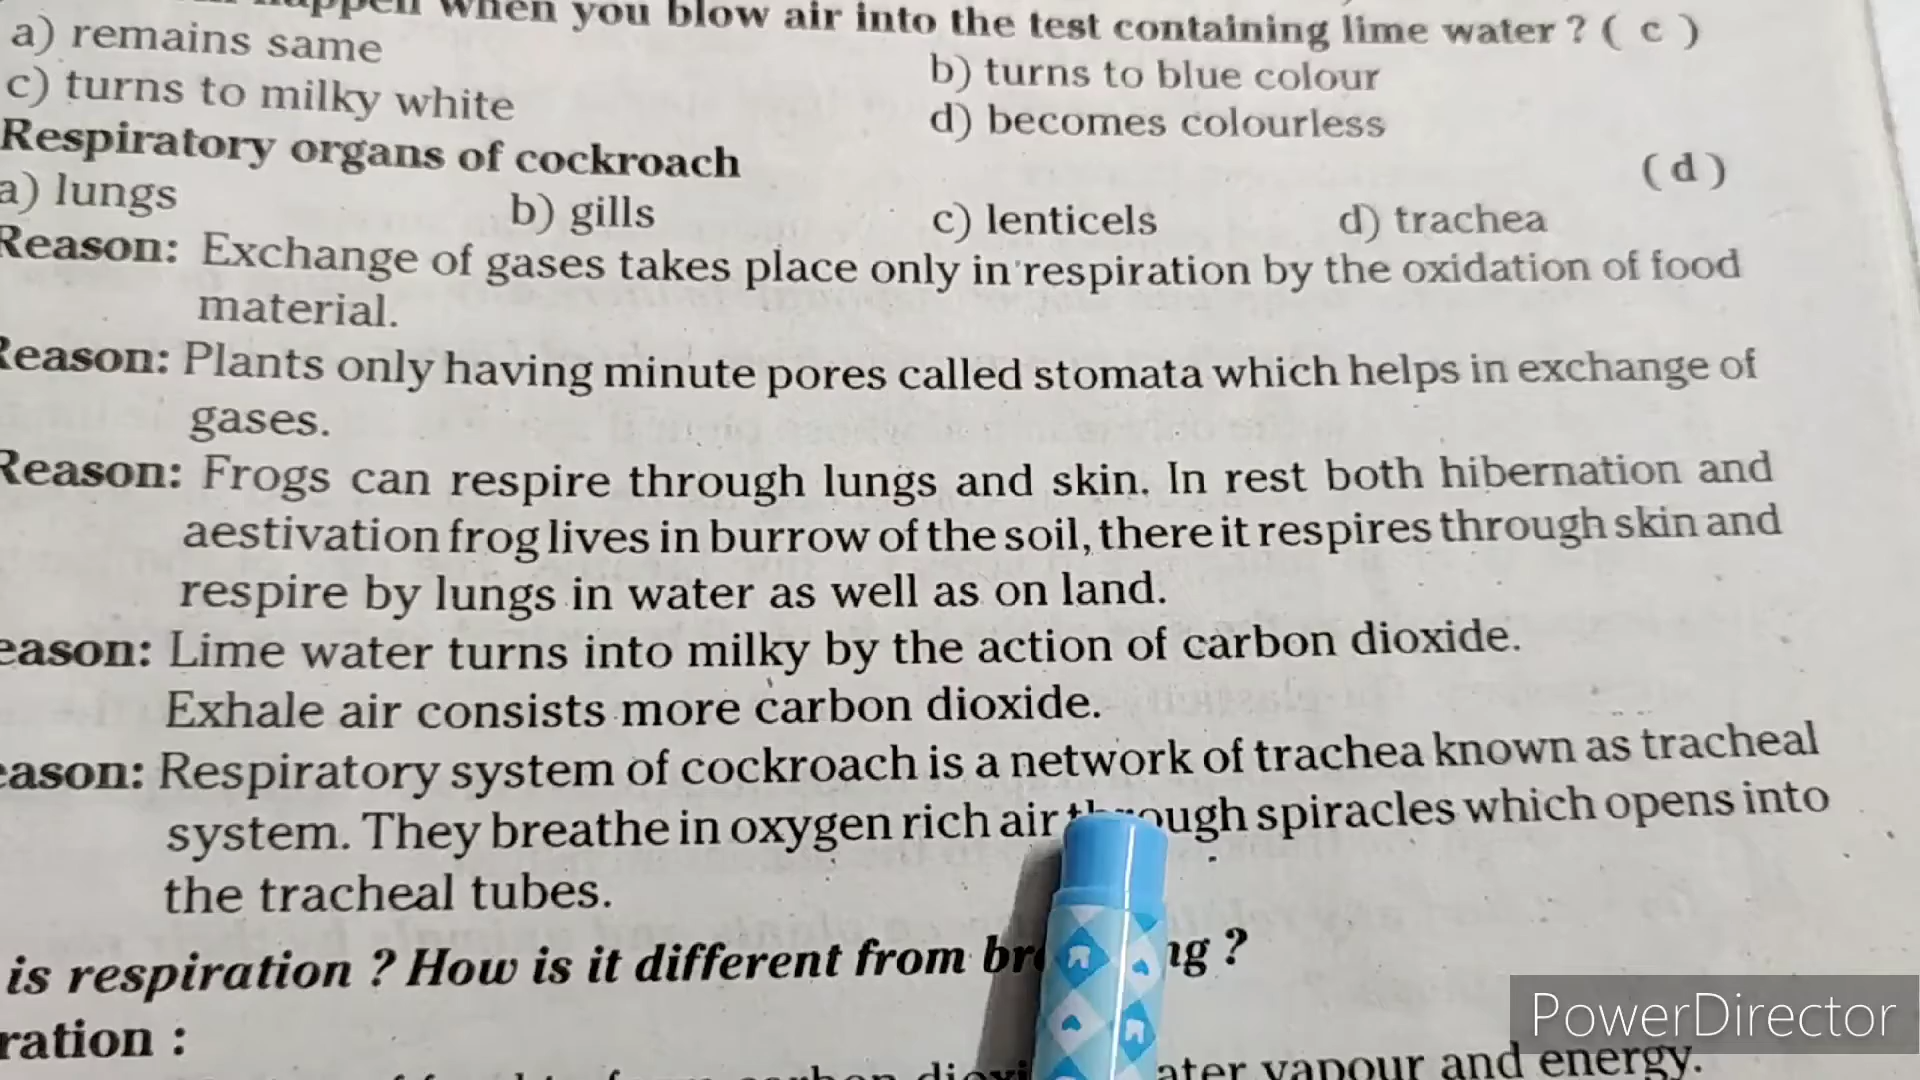 happen when you blow air into the test containing lime water ? ( c )
a) remains same
b) turns to blue colour
c) turns to milky white
d) becomes colourless
Respiratory organs of cockroach ( d )
a) lungs b) gills c) lenticels d) trachea
Reason: Exchange of gases takes place only in respiration by the oxidation of food
material.
Reason: Plants only having minute pores called stomata which helps in exchange of
gases.
Reason: Frogs can respire through lungs and skin. In rest both hibernation and
aestivation frog lives in burrow of the soil, there it respires through skin and
respire by lungs in water as well as on land.
eason: Lime water turns into milky by the action of carbon dioxide.
Exhale air consists more carbon dioxide.
eason: Respiratory system of cockroach is a network of trachea known as tracheal
system. They breathe in oxygen rich air through spiracles which opens into
the tracheal tubes.
is respiration ? How is it different from ?
ration :
vapour and energy.
PowerDirector